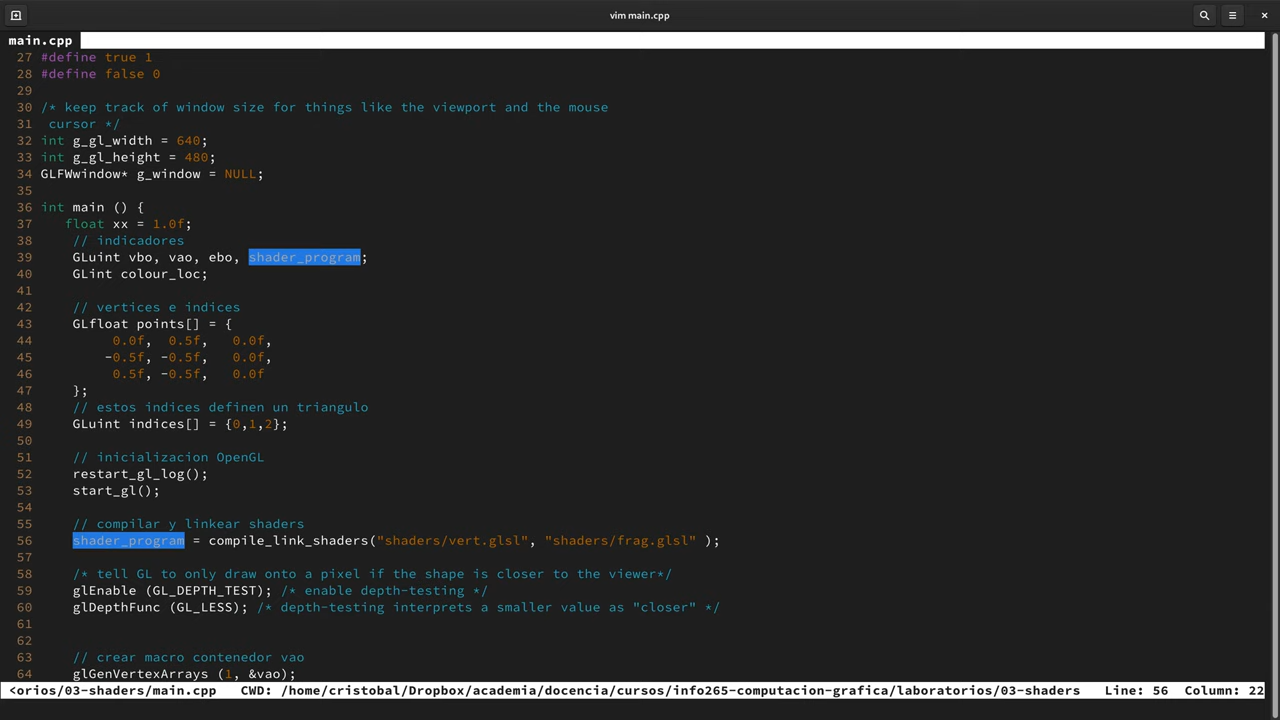 vim main.cpp
main.cpp
27 #define true 1
28 #define false 0
29
30 /* keep track of window size for things like the viewport and the mouse
31  cursor */
32 int g_gl_width = 640;
33 int g_gl_height = 480;
34 GLFWwindow* g_window = NULL;
35
36 int main () {
37    float xx = 1.0f;
38     // indicadores
39     GLuint vbo, vao, ebo, shader_program;
40     GLint colour_loc;
41
42     // vertices e indices
43     GLfloat points[] = {
44          0.0f,  0.5f,   0.0f,
45         -0.5f, -0.5f,   0.0f,
46          0.5f, -0.5f,   0.0f
47     };
48     // estos indices definen un triangulo
49     GLuint indices[] = {0,1,2};
50
51     // inicializacion OpenGL
52     restart_gl_log();
53     start_gl();
54
55     // compilar y linkear shaders
56     shader_program = compile_link_shaders("shaders/vert.glsl", "shaders/frag.glsl" );
57
58     /* tell GL to only draw onto a pixel if the shape is closer to the viewer*/
59     glEnable (GL_DEPTH_TEST); /* enable depth-testing */
60     glDepthFunc (GL_LESS); /* depth-testing interprets a smaller value as "closer" */
61
62
63     // crear macro contenedor vao
64     glGenVertexArrays (1, &vao);
<orios/03-shaders/main.cpp   CWD: /home/cristobal/Dropbox/academia/docencia/cursos/info265-computacion-grafica/laboratorios/03-shaders   Line: 56  Column: 22